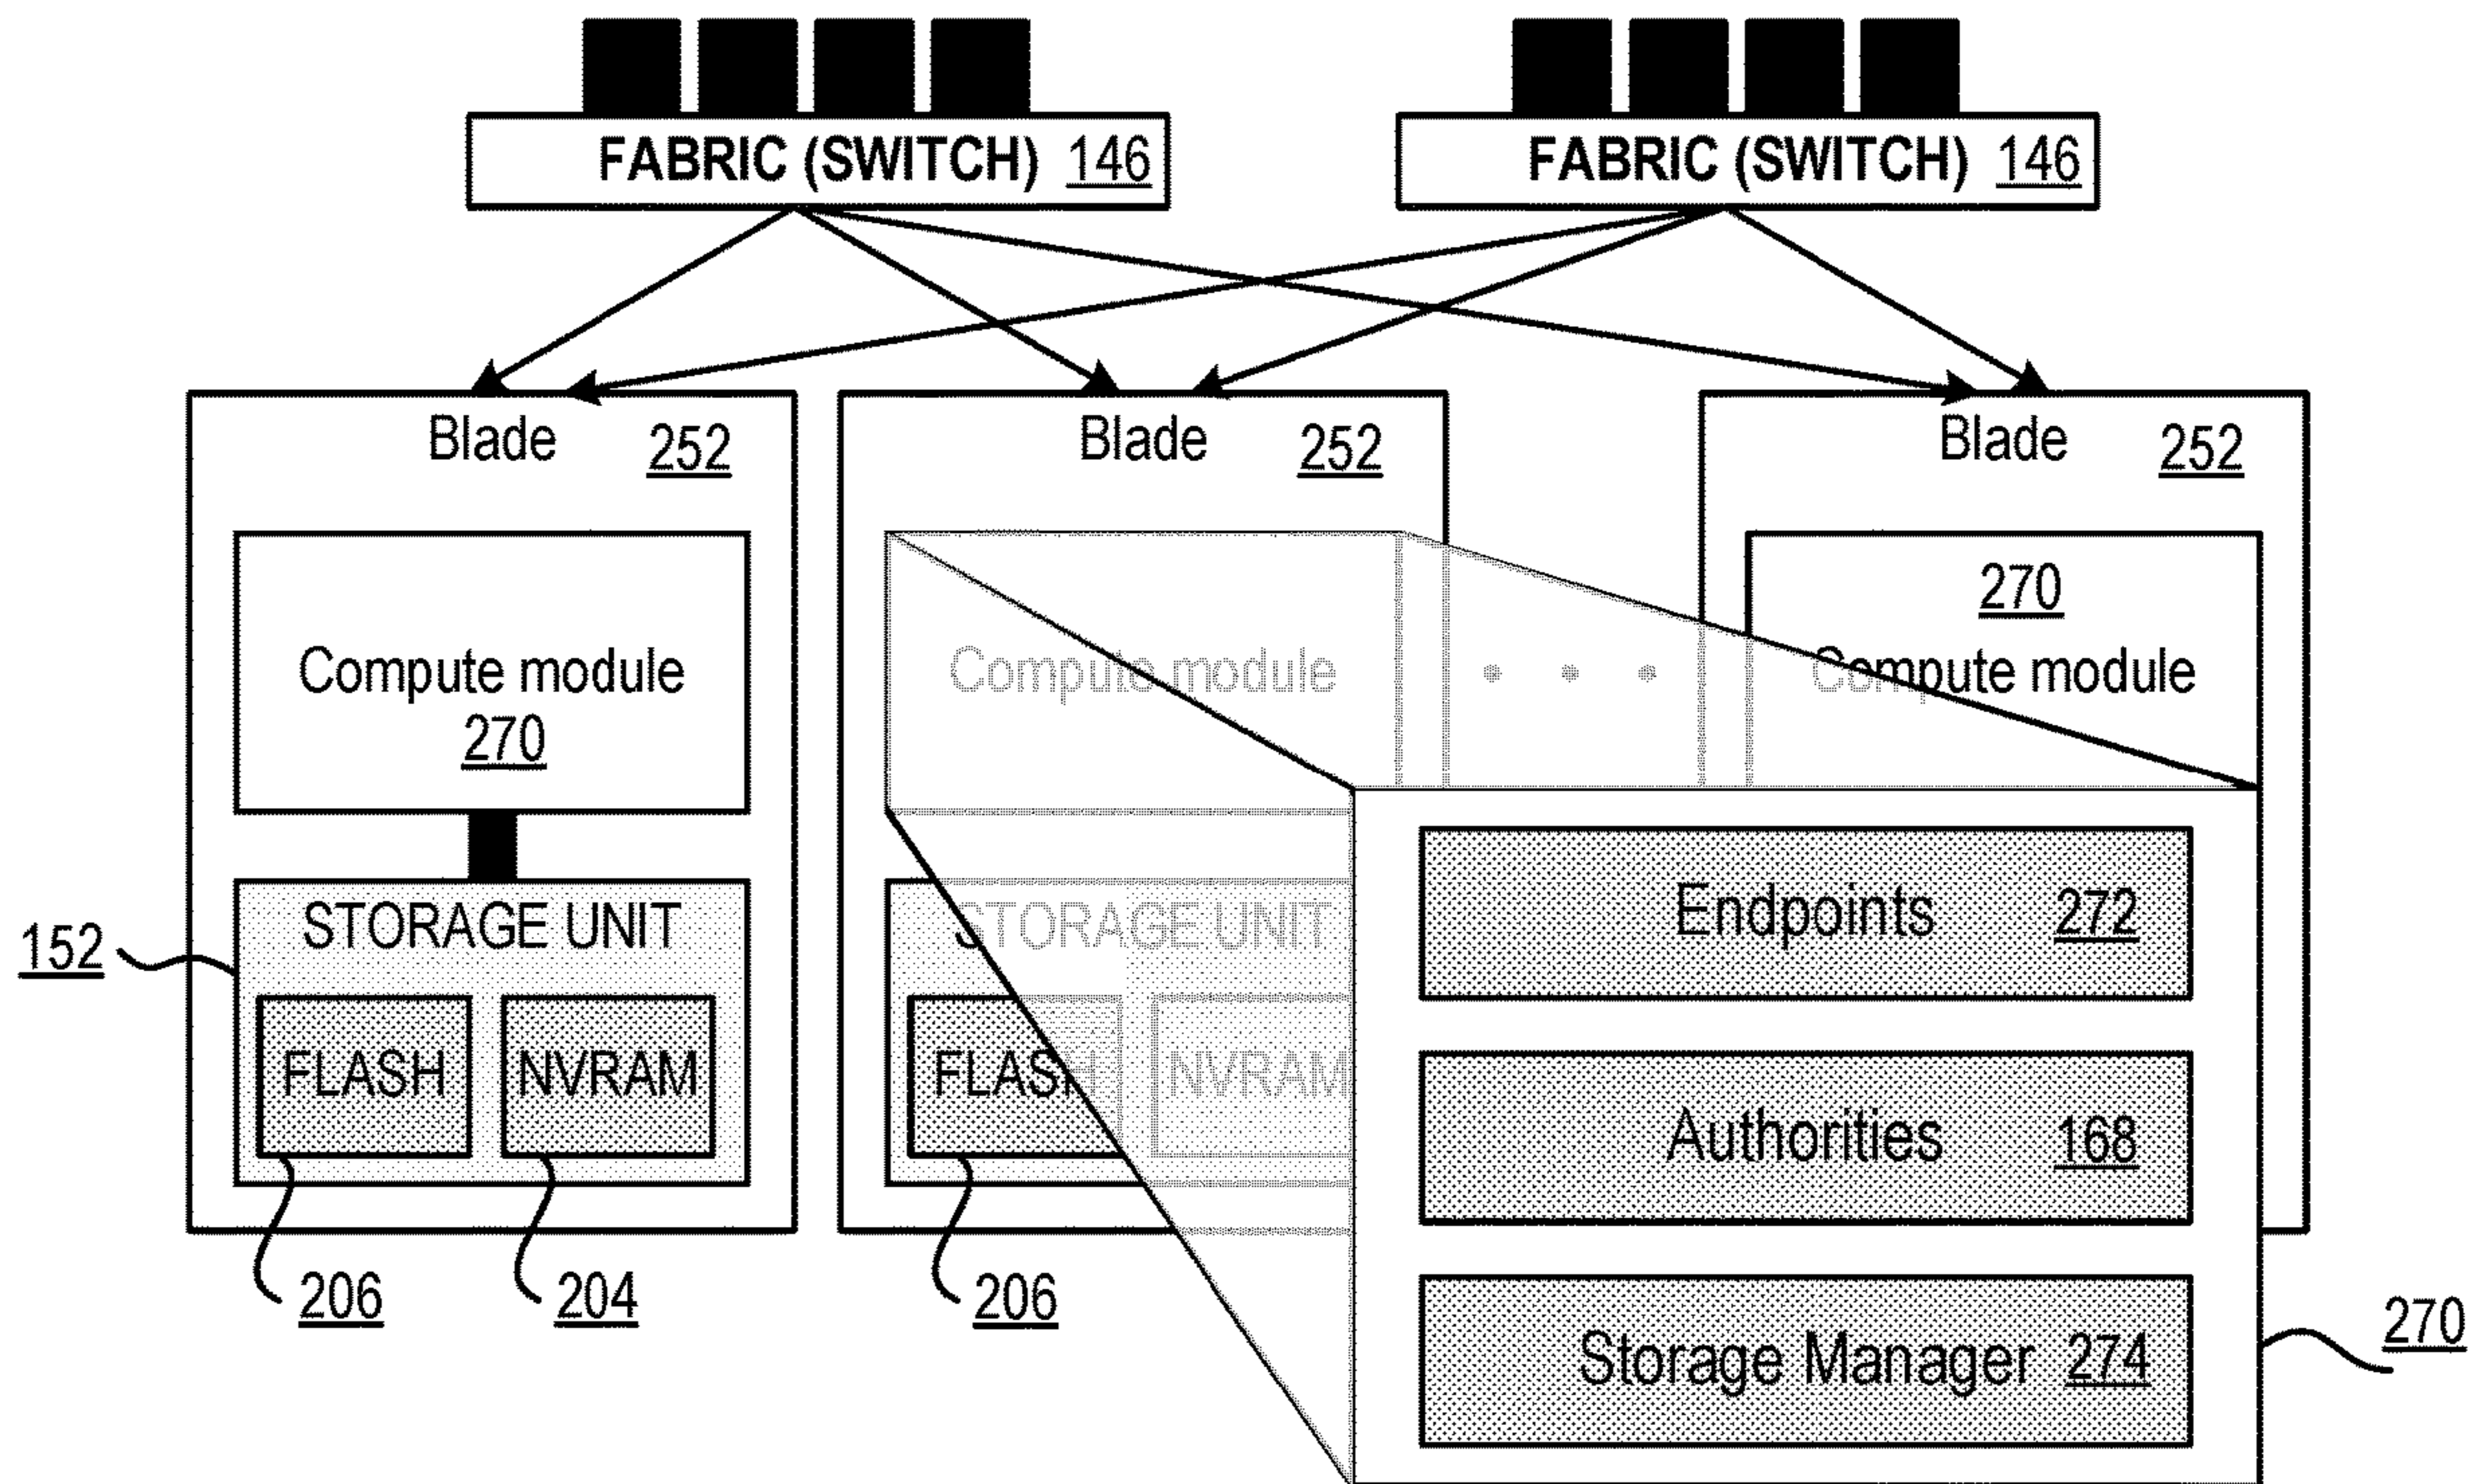 FABRIC (SWITCH) 146
FABRIC (SWITCH) 146
Blade 252
Blade 252
Blade 252
Compute module
270
Compute module
270
Compute module
STORAGE UNIT
152
FLASH
NVRAM
206
204
STORAGE UNIT
FLASH
NVRAM
206
Endpoints 272
Authorities 168
Storage Manager 274
270